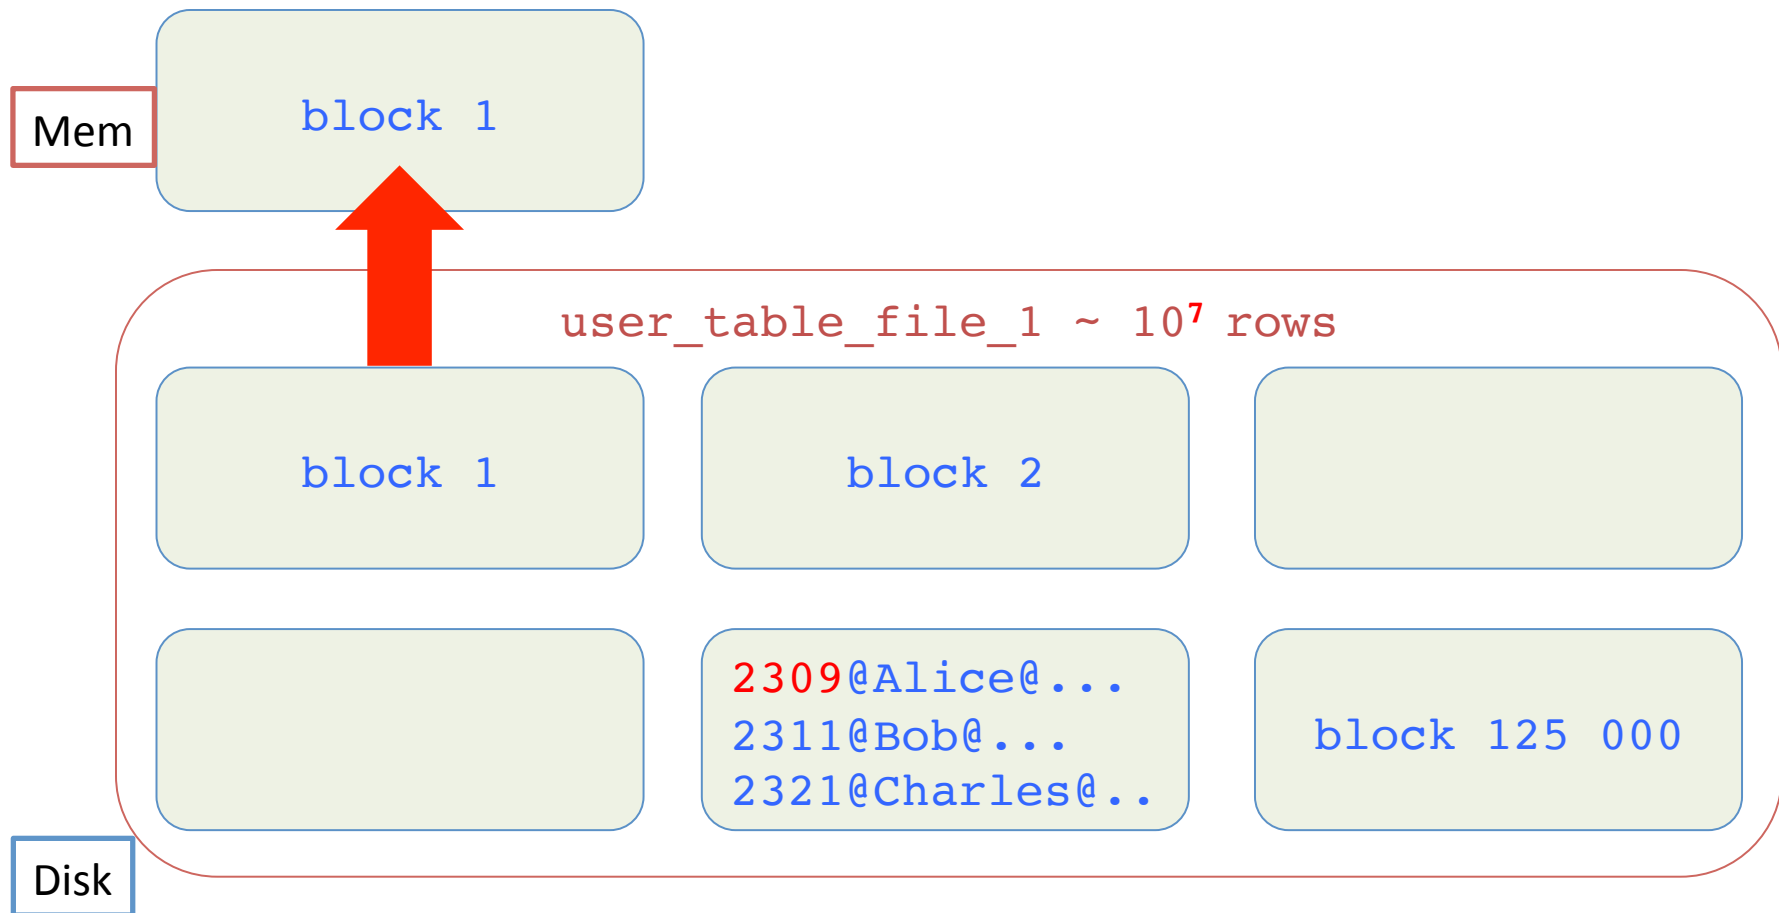 Mem
block 1
user_table_file_1 ~ 10⁷ rows
block 1
block 2
2309@Alice@...
2311@Bob@...
2321@Charles@..
block 125 000
Disk